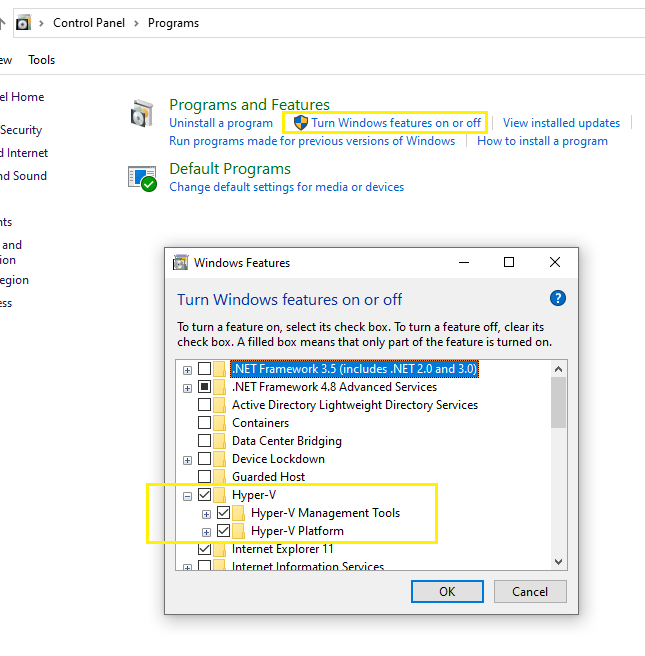 Control Panel > Programs
ew Tools
el Home
Security
d Internet
nd Sound
nts
and
ion
egion
ess
Programs and Features
Uninstall a program Turn Windows features on or off View installed updates
Run programs made for previous versions of Windows How to install a program
Default Programs
Change default settings for media or devices
Windows Features
Turn Windows features on or off
To turn a feature on, select its check box. To turn a feature off, clear its
check box. A filled box means that only part of the feature is turned on.
.NET Framework 3.5 (includes .NET 2.0 and 3.0)
.NET Framework 4.8 Advanced Services
Active Directory Lightweight Directory Services
Containers
Data Center Bridging
Device Lockdown
Guarded Host
Hyper-V
Hyper-V Management Tools
Hyper-V Platform
Internet Explorer 11
Internet Information Services
OK Cancel